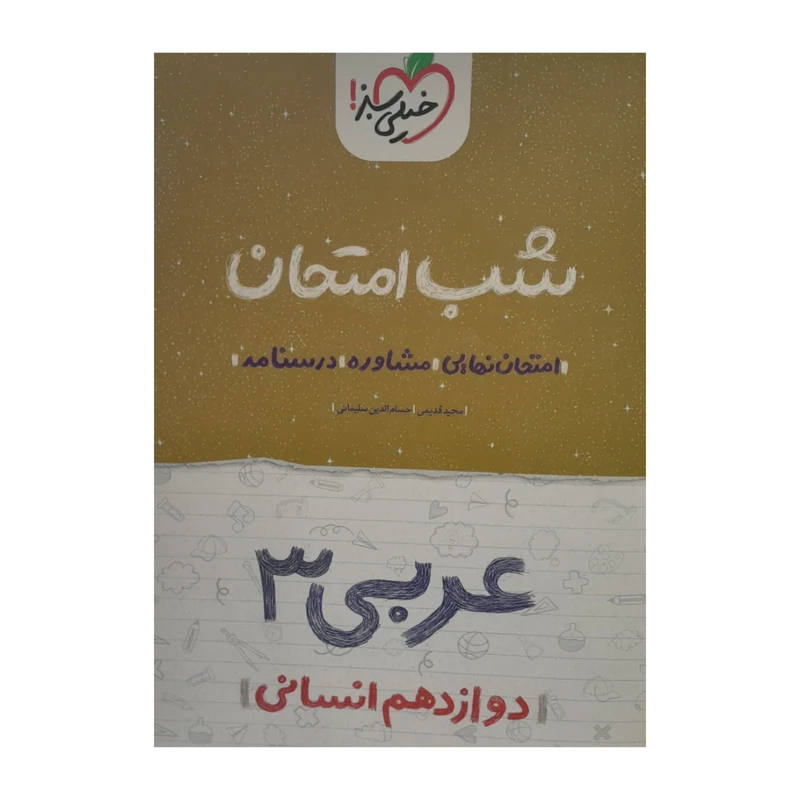 خیلی سبز!
شب امتحان
امتحان نهایی | مشاوره | درسنامه
مجید قدیمی | حسام الدین سلیمانی
عربی ۳
دوازدهم انسانی